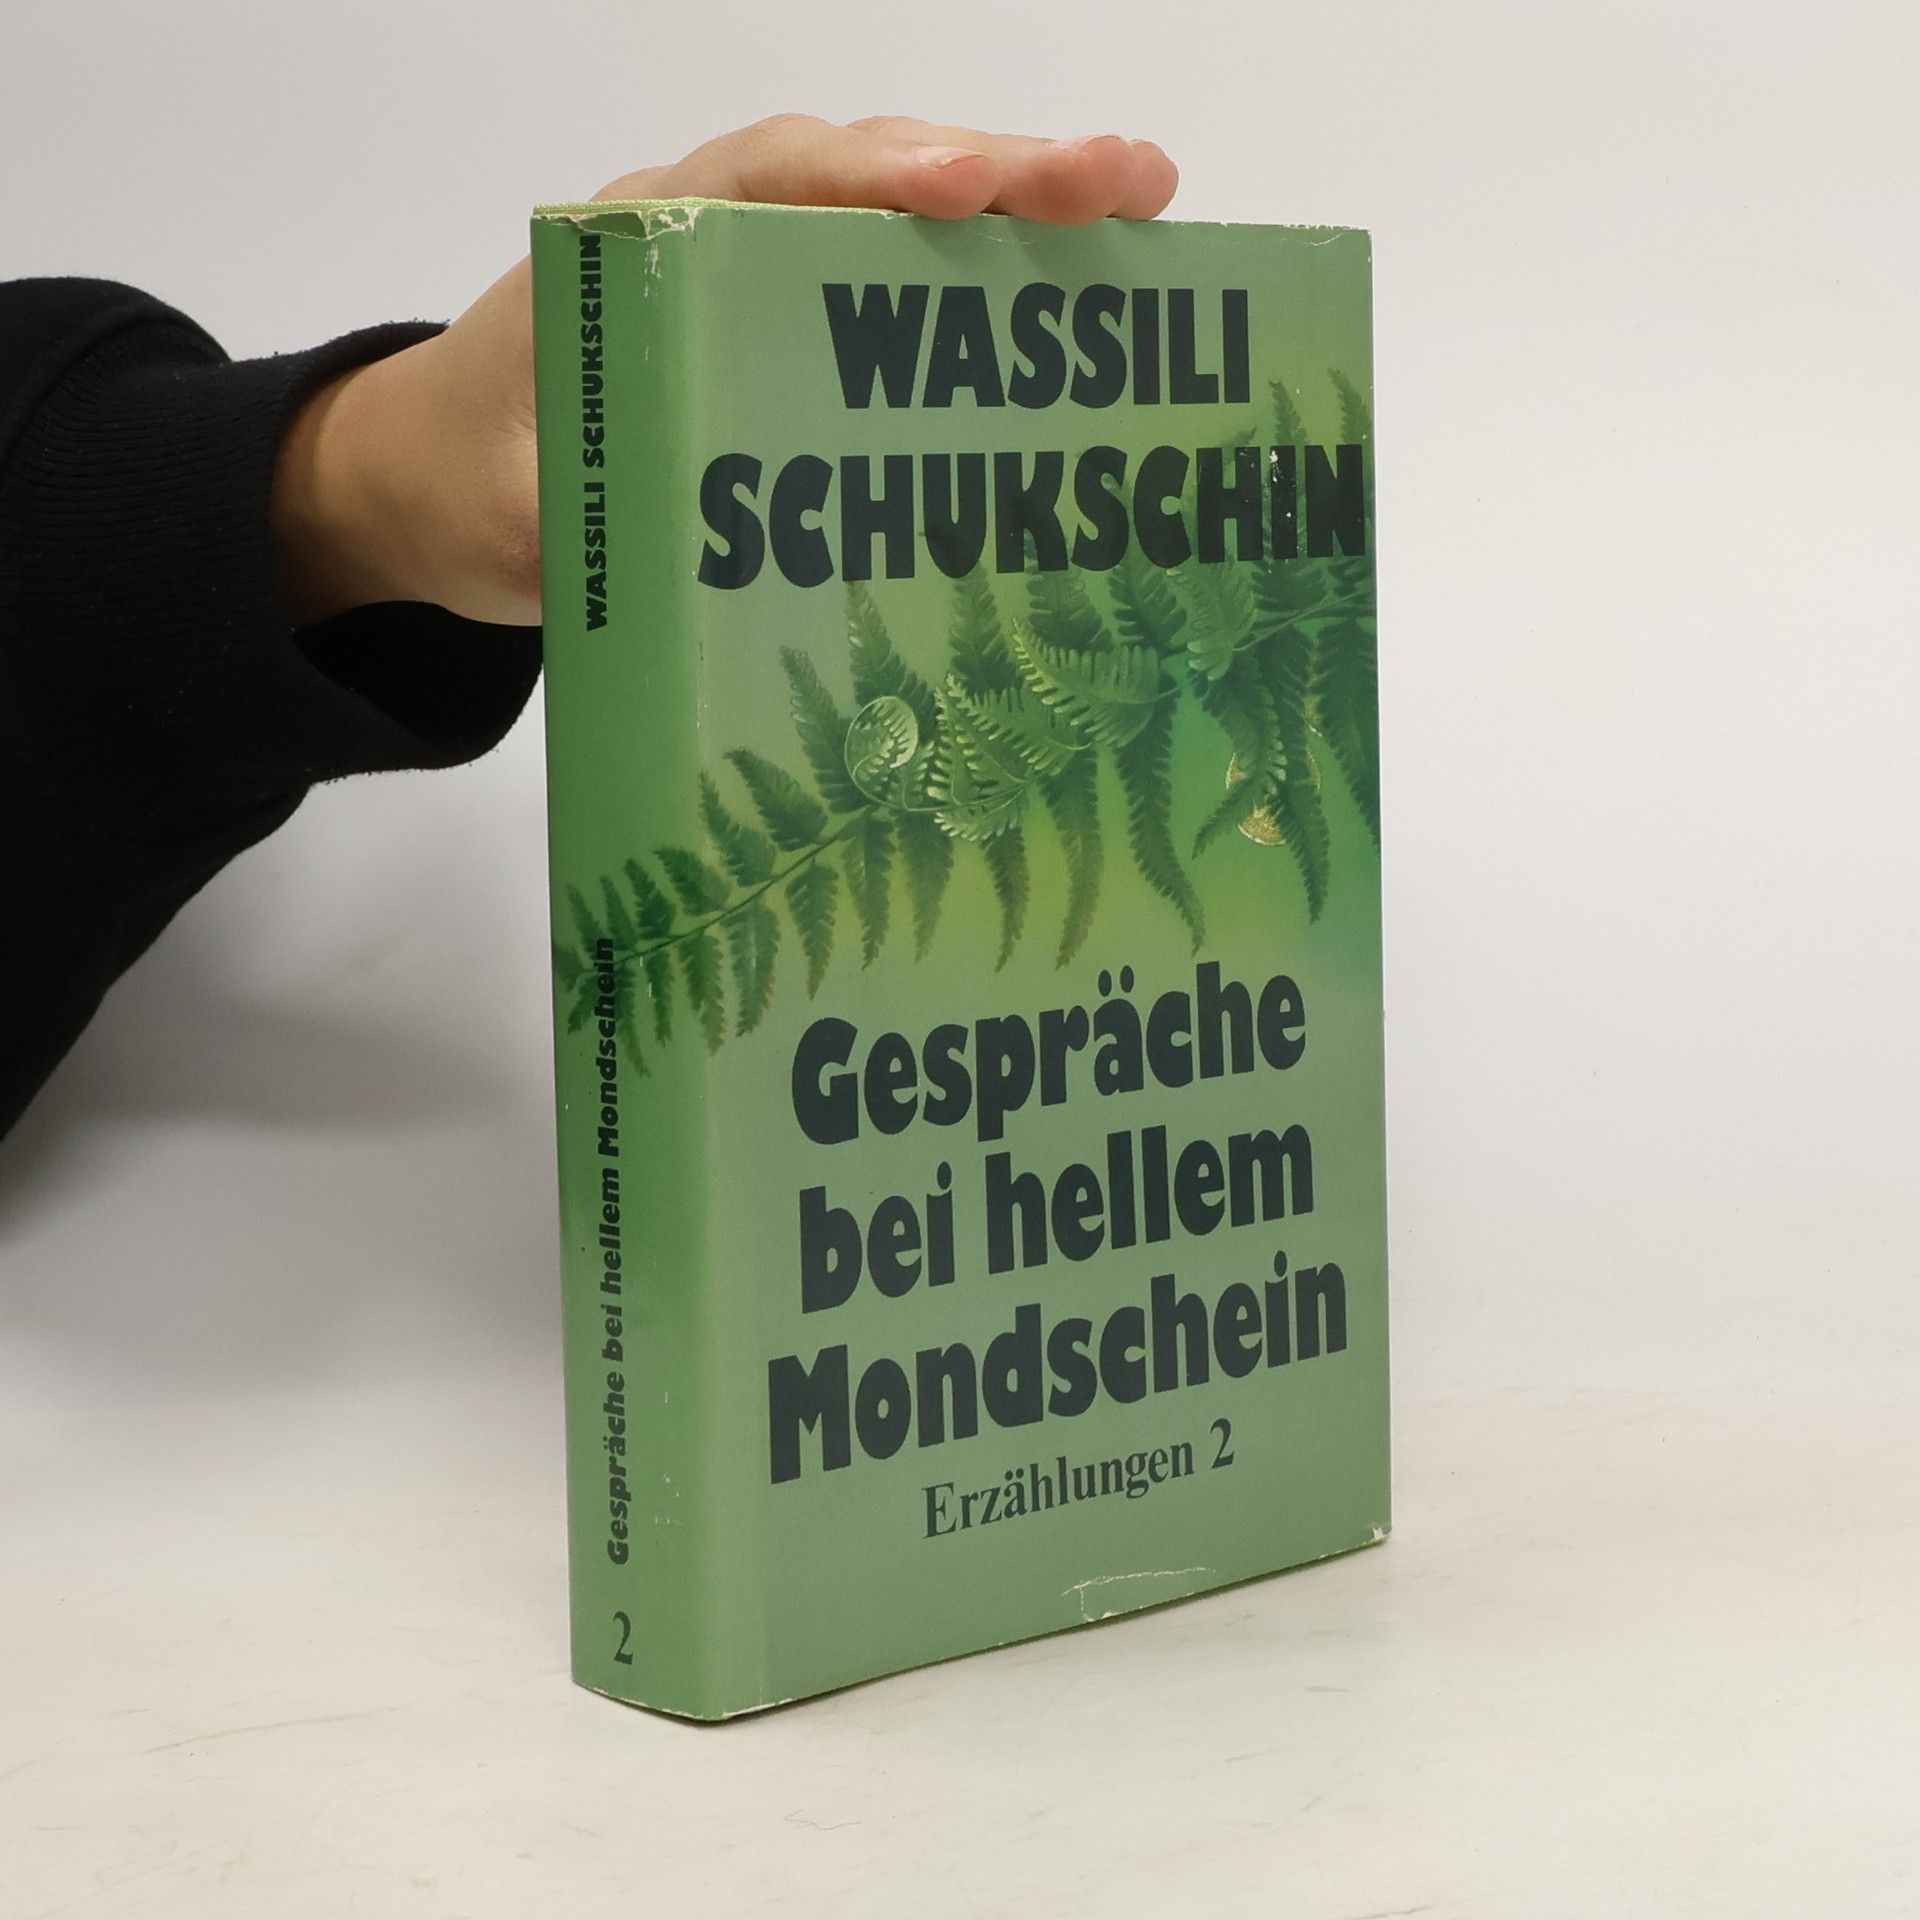 WASSILI SCHUKSCHIN
Gespräche bei hellem Mondschein
2
WASSILI
SCHUKSCHIN
Gespräche
bei hellem
Mondschein
Erzählungen 2